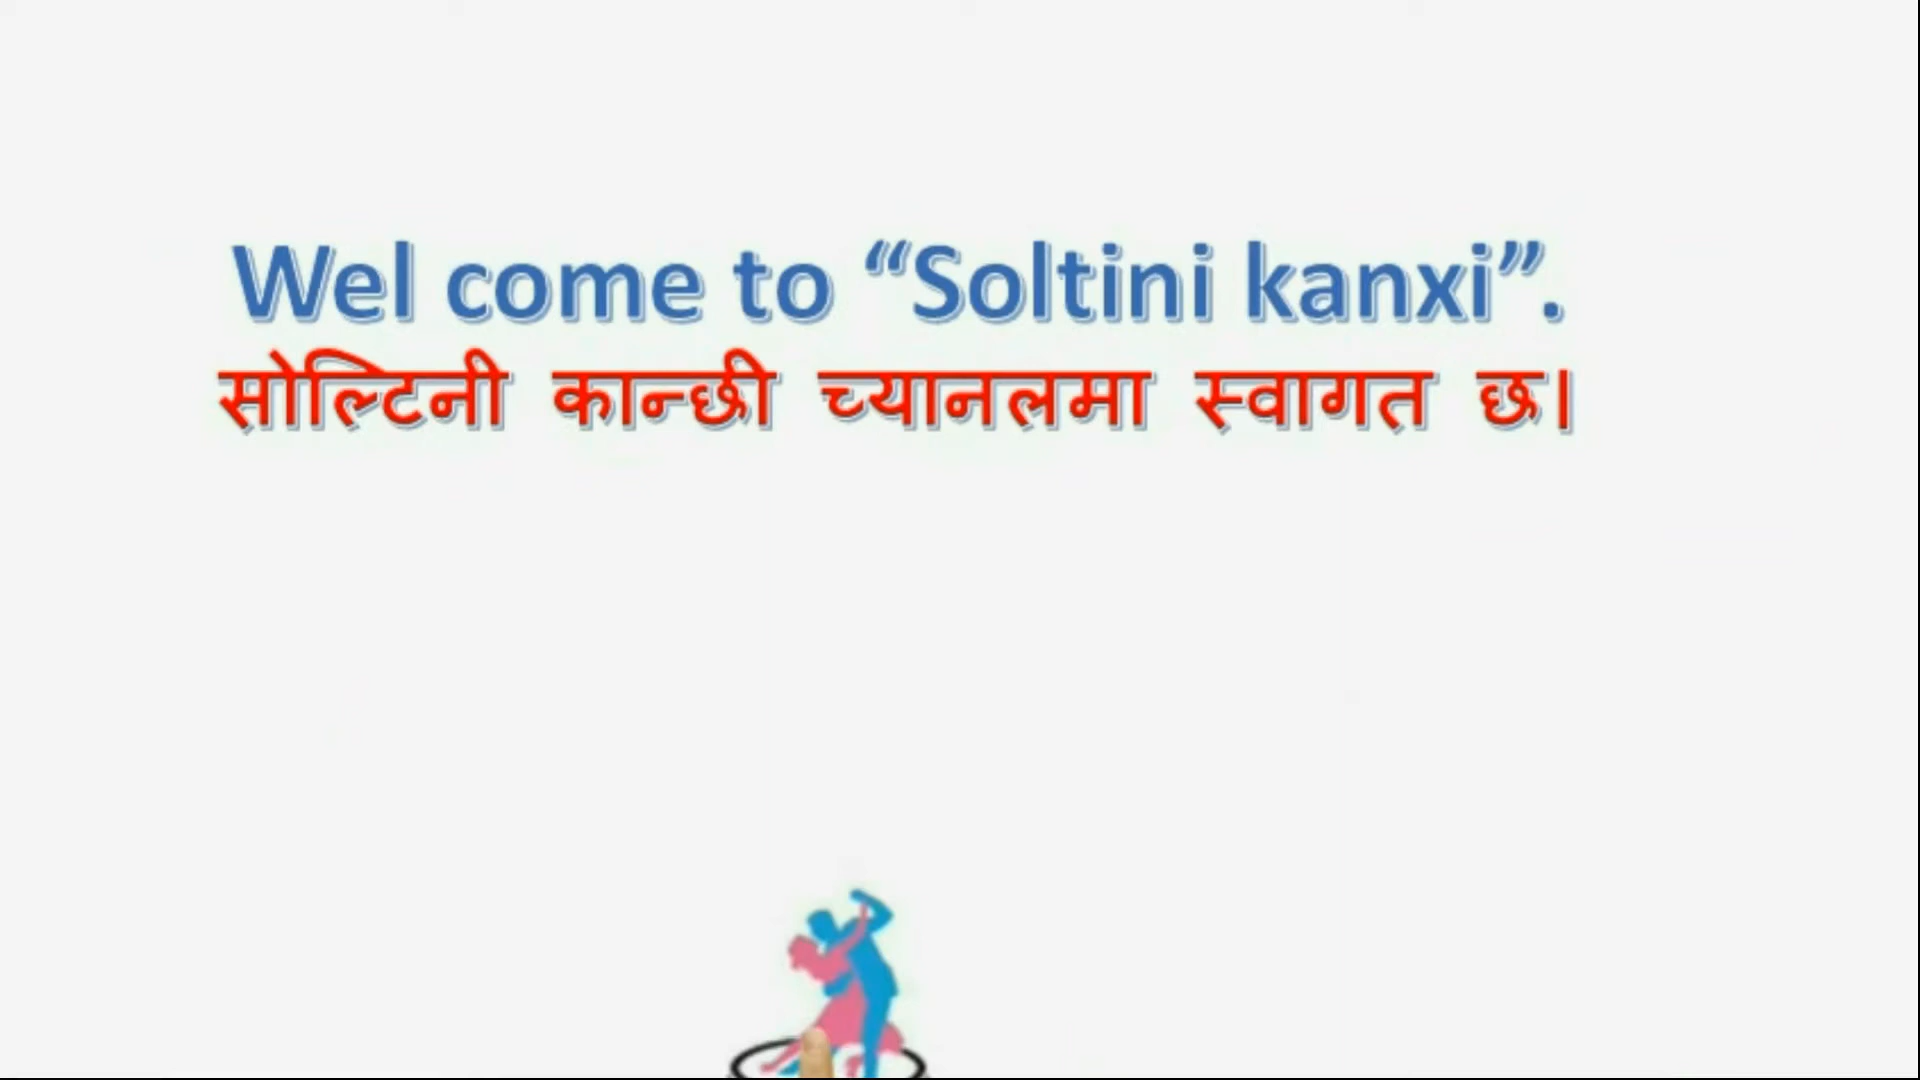 Wel come to “Soltini kanxi”.
सोल्टिनी कान्छी च्यानलमा स्वागत छ।